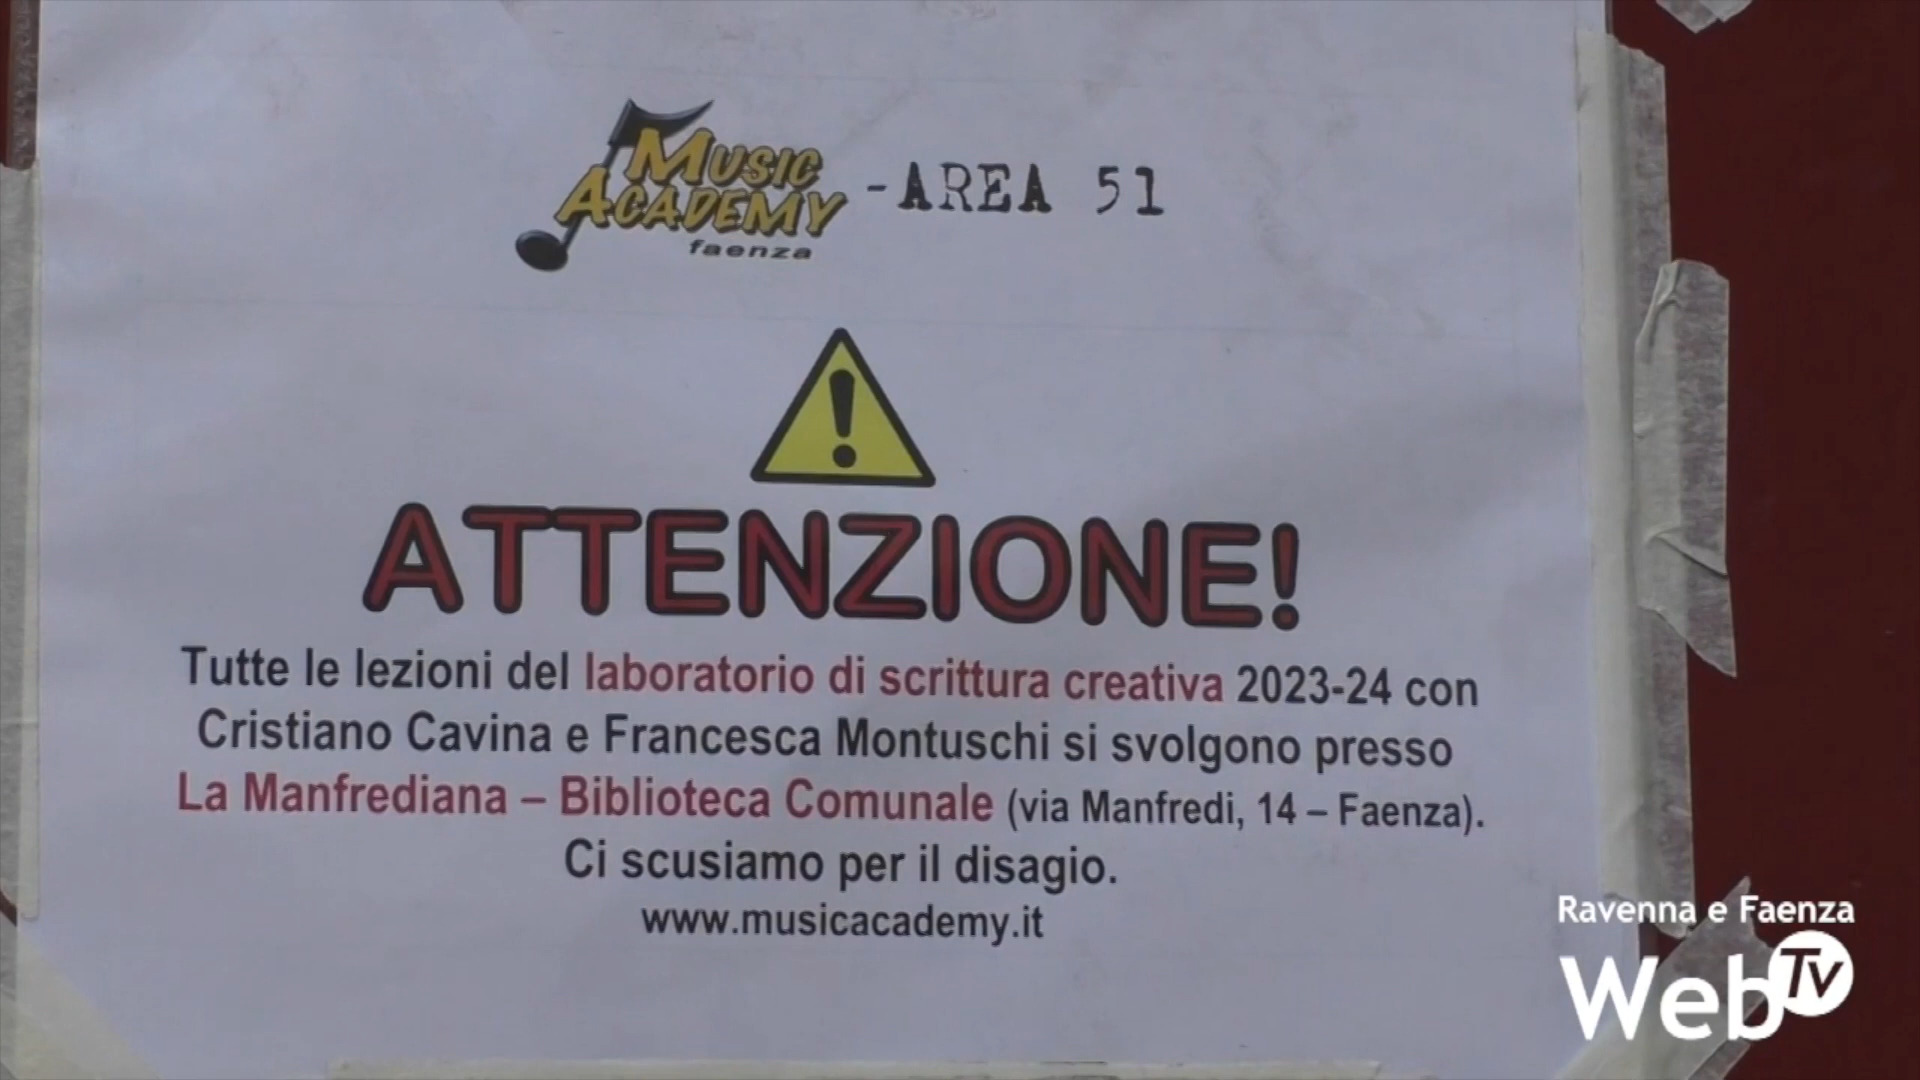 MUSIC
ACADEMY
faenza
-AREA 51
ATTENZIONE!
Tutte le lezioni del laboratorio di scrittura creativa 2023-24 con
Cristiano Cavina e Francesca Montuschi si svolgono presso
La Manfrediana – Biblioteca Comunale (via Manfredi, 14 – Faenza).
Ci scusiamo per il disagio.
www.musicacademy.it
Ravenna e Faenza
WebTv